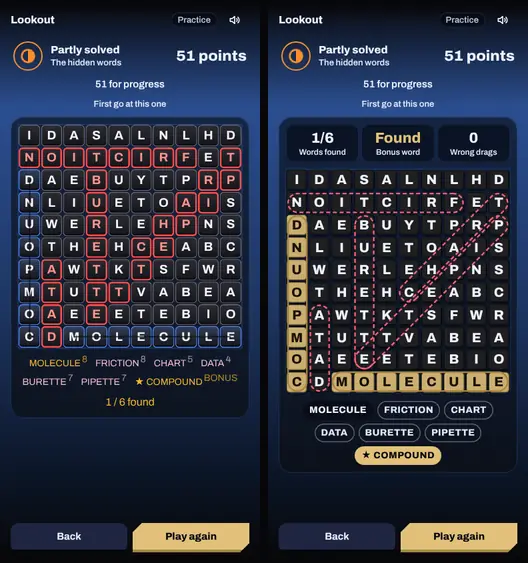 Lookout
Practice
Partly solved
The hidden words
51 points
51 for progress
First go at this one
I D A S A L N L H D
N O I T C I R F E T
D A E B U Y T P R P
N L I U E T O A I S
U W E R L E H P N S
O T H E H C E A B C
P A W T K T S F W R
M T U T T V A B E A
O A E E E T E B I O
C D M O L E C U L E
MOLECULE 8 FRICTION 8 CHART 5 DATA 4
BURETTE 7 PIPETTE 7 ★ COMPOUND BONUS
1 / 6 found
Back
Play again
Lookout
Practice
Partly solved
The hidden words
51 points
51 for progress
First go at this one
1/6 Found 0
Words found Bonus word Wrong drags
I D A S A L N L H D
N O I T C I R F E T
D A E B U Y T P R P
N L I U E T O A I S
U W E R L E H P N S
O T H E H C E A B C
P A W T K T S F W R
M T U T T V A B E A
O A E E E T E B I O
C D M O L E C U L E
MOLECULE FRICTION CHART
DATA BURETTE PIPETTE
★ COMPOUND
Back
Play again